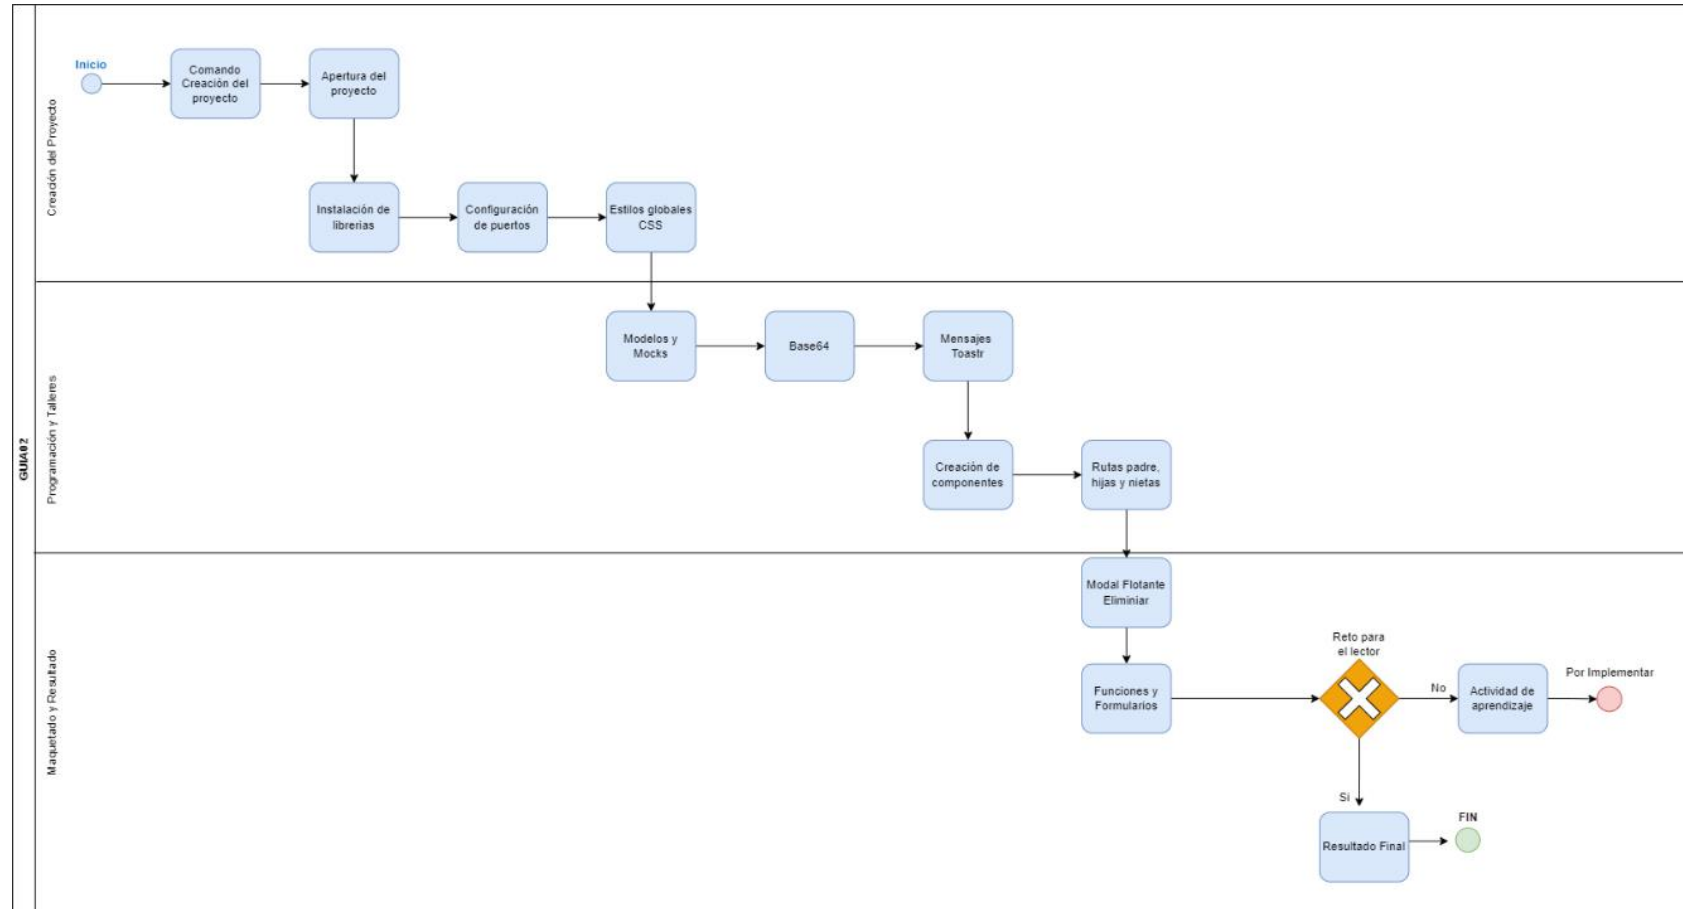 GUIA02
Creación del Proyecto
Inicio
Comando
Creación del
proyecto
Apertura del
proyecto
Instalación de
librerias
Configuración
de puertos
Estilos globales
CSS
Programación y Talleres
Modelos y
Mocks
Base64
Mensajes
Toastr
Creación de
componentes
Rutas padre,
hijas y nietas
Maquetado y Resultado
Modal Flotante
Eliminiar
Funciones y
Formularios
Reto para
el lector
No
Actividad de
aprendizaje
Por Implementar
Si
Resultado Final
FIN